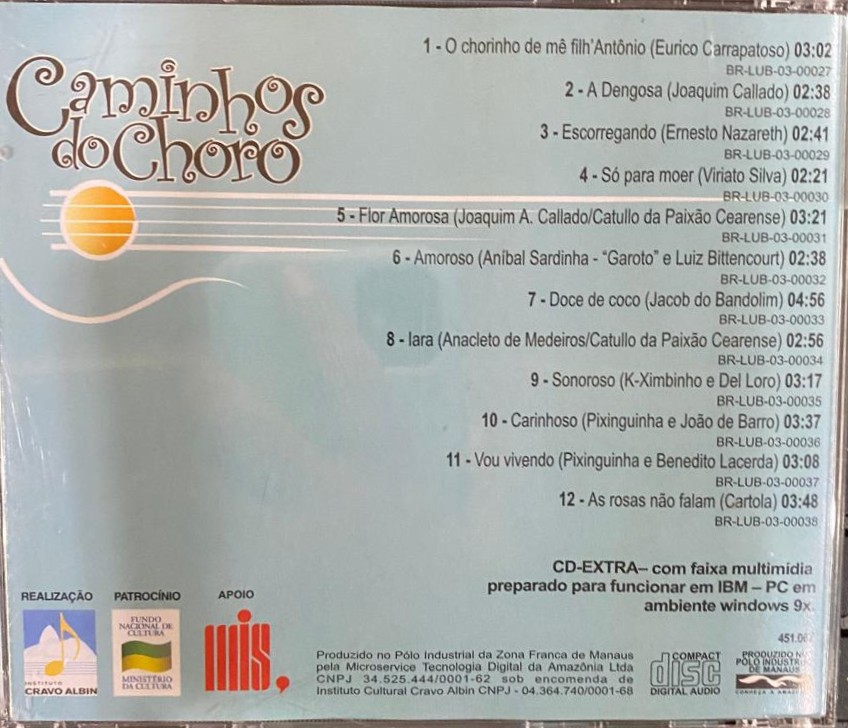 Caminhos
do Choro
1 - O chorinho de mê filh'Antônio (Eurico Carrapatoso) 03:02
BR-LUB-03-00027
2 - A Dengosa (Joaquim Callado) 02:38
BR-LUB-03-00028
3 - Escorregando (Ernesto Nazareth) 02:41
BR-LUB-03-00029
4 - Só para moer (Viriato Silva) 02:21
BR-LUB-03-00030
5 - Flor Amorosa (Joaquim A. Callado/Catullo da Paixão Cearense) 03:21
BR-LUB-03-00031
6 - Amoroso (Aníbal Sardinha - “Garoto” e Luiz Bittencourt) 02:38
BR-LUB-03-00032
7 - Doce de coco (Jacob do Bandolim) 04:56
BR-LUB-03-00033
8 - Iara (Anacleto de Medeiros/Catullo da Paixão Cearense) 02:56
BR-LUB-03-00034
9 - Sonoroso (K-Ximbinho e Del Loro) 03:17
BR-LUB-03-00035
10 - Carinhoso (Pixinguinha e João de Barro) 03:37
BR-LUB-03-00036
11 - Vou vivendo (Pixinguinha e Benedito Lacerda) 03:08
BR-LUB-03-00037
12 - As rosas não falam (Cartola) 03:48
BR-LUB-03-00038
CD-EXTRA– com faixa multimidia
preparado para funcionar em IBM – PC em
ambiente windows 9x.
REALIZAÇÃO
INSTITUTO
CRAVO ALBIN
PATROCÍNIO
FUNDO
NACIONAL DE
CULTURA
MINISTÉRIO
DA CULTURA
APOIO
mis,
Produzido no Pólo Industrial da Zona Franca de Manaus
pela Microservice Tecnologia Digital da Amazônia Ltda
CNPJ 34.525.444/0001-62 sob encomenda de
Instituto Cultural Cravo Albin CNPJ - 04.364.740/0001-68
COMPACT
disc
DIGITAL AUDIO
PRODUZIDO
PÓLO
DE MANAUS
CONHEÇA A